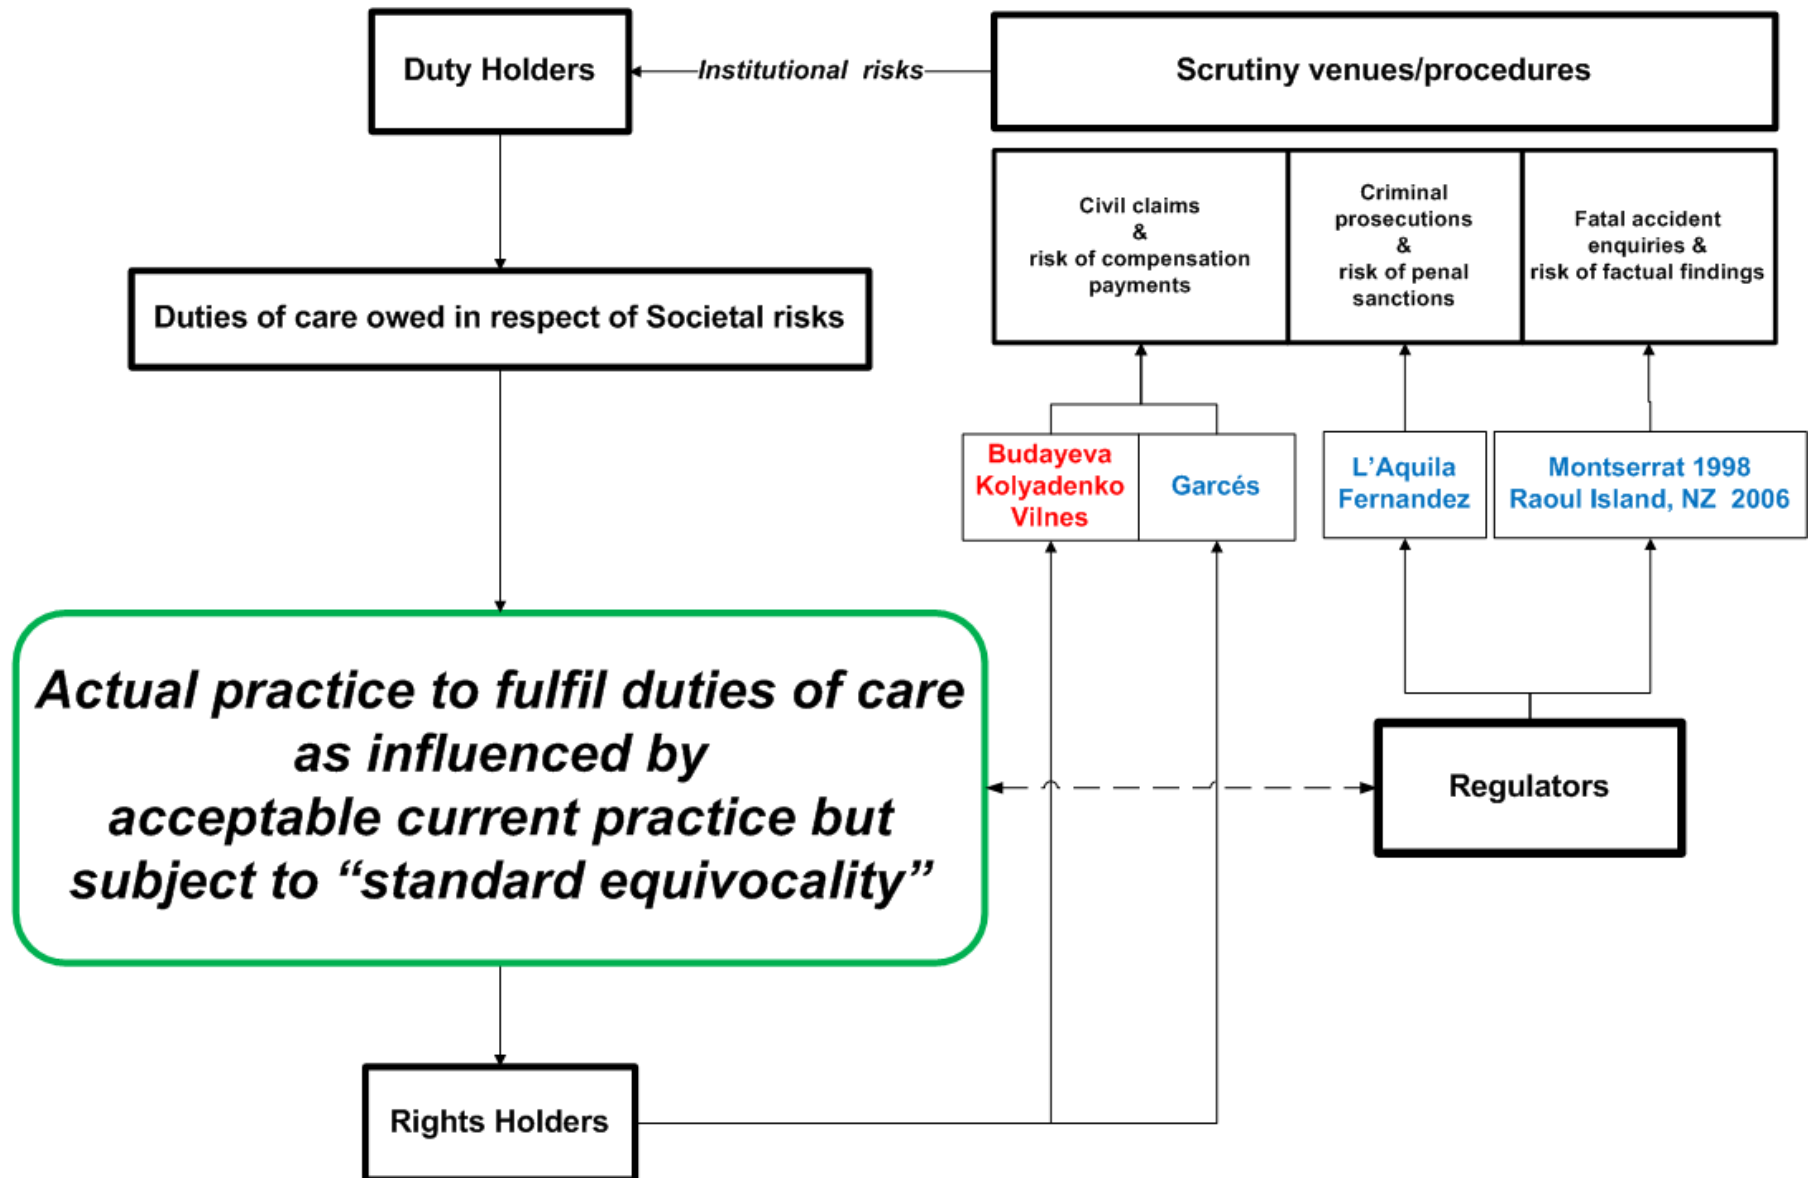 Duty Holders
Institutional risks
Scrutiny venues/procedures
Civil claims
&
risk of compensation
payments
Criminal
prosecutions
&
risk of penal
sanctions
Fatal accident
enquiries &
risk of factual findings
Duties of care owed in respect of Societal risks
Budayeva
Kolyadenko
Vilnes
Garcés
L’Aquila
Fernandez
Montserrat 1998
Raoul Island, NZ 2006
Actual practice to fulfil duties of care
as influenced by
acceptable current practice but
subject to “standard equivocality”
Regulators
Rights Holders